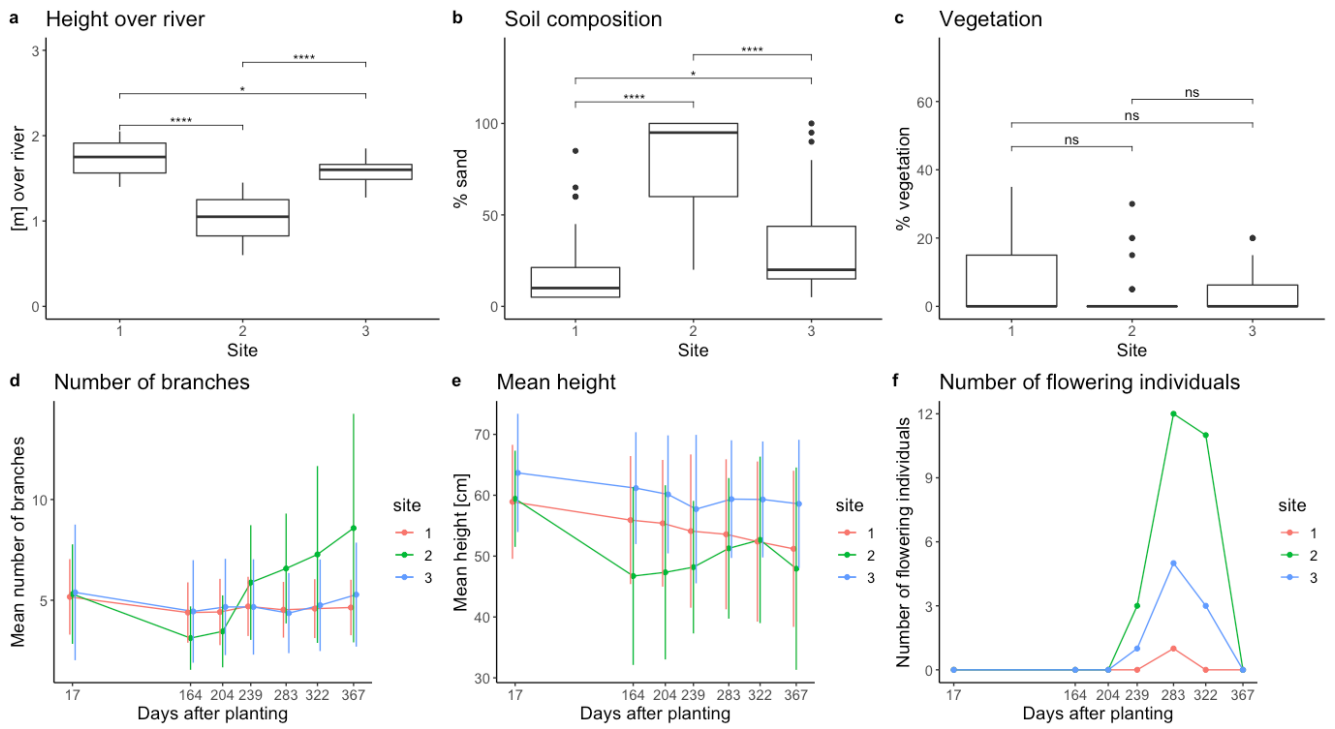 a Height over river
[m] over river
3
2
1
0
****
*
****
1 2 3
Site
b Soil composition
% sand
100
50
0
****
*
****
1 2 3
Site
c Vegetation
% vegetation
60
40
20
0
ns
ns
ns
1 2 3
Site
d Number of branches
Mean number of branches
10
5
17 164 204 239 283 322 367
Days after planting
site
1
2
3
e Mean height
Mean height [cm]
70
60
50
40
30
17 164 204 239 283 322 367
Days after planting
site
1
2
3
f Number of flowering individuals
Number of flowering individuals
12
9
6
3
0
17 164 204 239 283 322 367
Days after planting
site
1
2
3